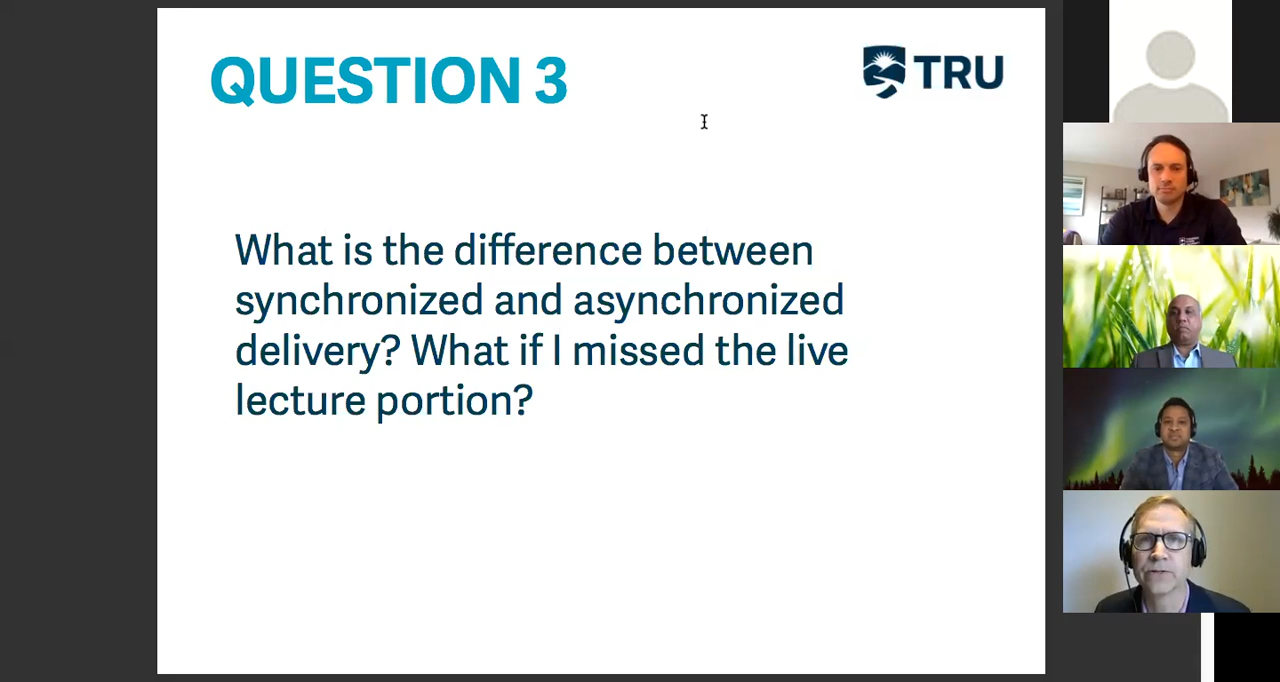 QUESTION 3
TRU
What is the difference between
synchronized and asynchronized
delivery? What if I missed the live
lecture portion?